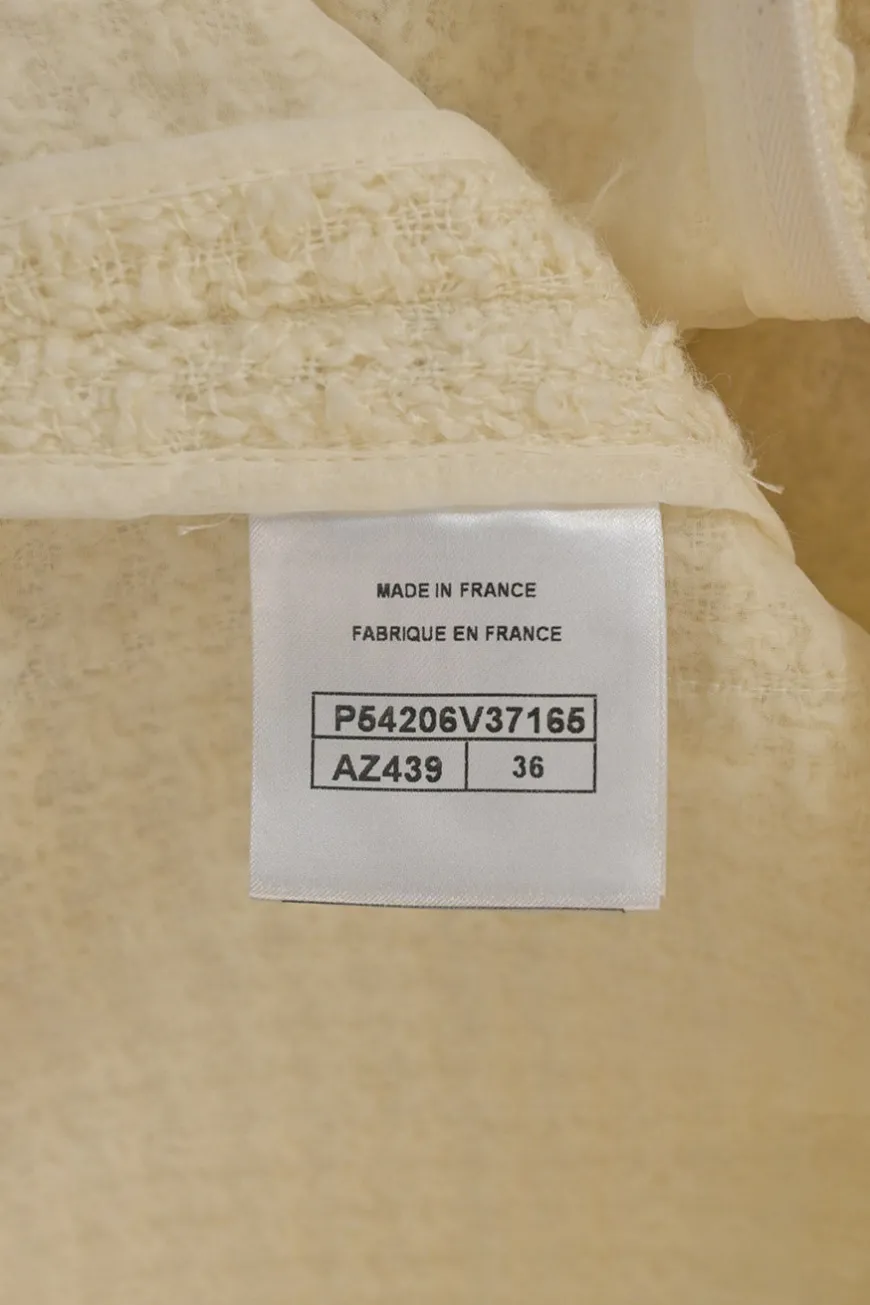 MADE IN FRANCE
FABRIQUE EN FRANCE
P54206V37165
AZ439 36